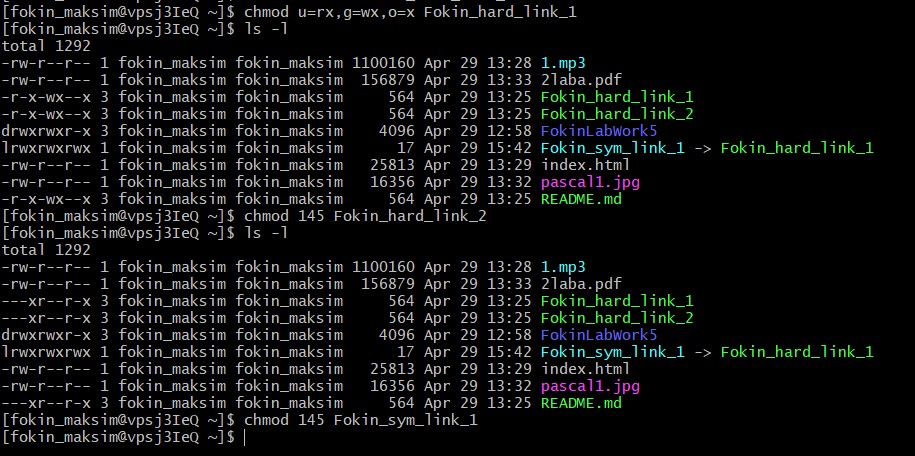 [fokin_maksim@vpsj3IeQ ~]$ chmod u=rx,g=wx,o=x Fokin_hard_link_1
[fokin_maksim@vpsj3IeQ ~]$ ls -l
total 1292
-rw-r--r-- 1 fokin_maksim fokin_maksim 1100160 Apr 29 13:28 1.mp3
-rw-r--r-- 1 fokin_maksim fokin_maksim  156879 Apr 29 13:33 2laba.pdf
-r-x-wx--x 3 fokin_maksim fokin_maksim     564 Apr 29 13:25 Fokin_hard_link_1
-r-x-wx--x 3 fokin_maksim fokin_maksim     564 Apr 29 13:25 Fokin_hard_link_2
drwxrwxr-x 3 fokin_maksim fokin_maksim    4096 Apr 29 12:58 FokinLabWork5
lrwxrwxrwx 1 fokin_maksim fokin_maksim      17 Apr 29 15:42 Fokin_sym_link_1 -> Fokin_hard_link_1
-rw-r--r-- 1 fokin_maksim fokin_maksim   25813 Apr 29 13:29 index.html
-rw-r--r-- 1 fokin_maksim fokin_maksim   16356 Apr 29 13:32 pascal1.jpg
-r-x-wx--x 3 fokin_maksim fokin_maksim     564 Apr 29 13:25 README.md
[fokin_maksim@vpsj3IeQ ~]$ chmod 145 Fokin_hard_link_2
[fokin_maksim@vpsj3IeQ ~]$ ls -l
total 1292
-rw-r--r-- 1 fokin_maksim fokin_maksim 1100160 Apr 29 13:28 1.mp3
-rw-r--r-- 1 fokin_maksim fokin_maksim  156879 Apr 29 13:33 2laba.pdf
---xr--r-x 3 fokin_maksim fokin_maksim     564 Apr 29 13:25 Fokin_hard_link_1
---xr--r-x 3 fokin_maksim fokin_maksim     564 Apr 29 13:25 Fokin_hard_link_2
drwxrwxr-x 3 fokin_maksim fokin_maksim    4096 Apr 29 12:58 FokinLabWork5
lrwxrwxrwx 1 fokin_maksim fokin_maksim      17 Apr 29 15:42 Fokin_sym_link_1 -> Fokin_hard_link_1
-rw-r--r-- 1 fokin_maksim fokin_maksim   25813 Apr 29 13:29 index.html
-rw-r--r-- 1 fokin_maksim fokin_maksim   16356 Apr 29 13:32 pascal1.jpg
---xr--r-x 3 fokin_maksim fokin_maksim     564 Apr 29 13:25 README.md
[fokin_maksim@vpsj3IeQ ~]$ chmod 145 Fokin_sym_link_1
[fokin_maksim@vpsj3IeQ ~]$